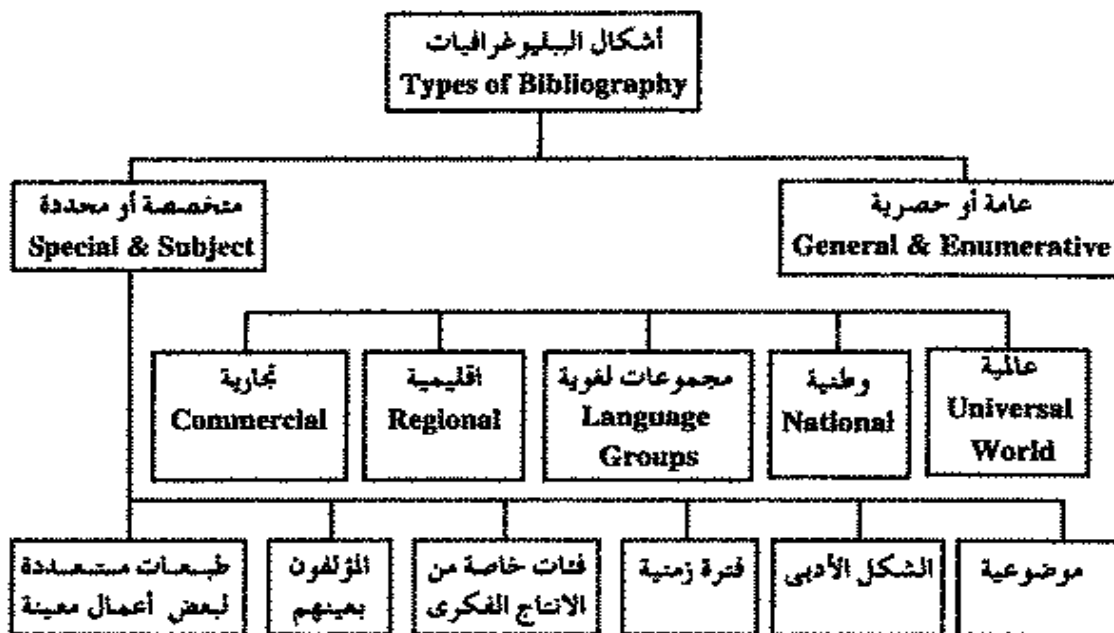 أشكال الببليوغرافيات
Types of Bibliography
عامة أو حصرية
General & Enumerative
متخصصة أو محددة
Special & Subject
عالمية
Universal
World
وطنية
National
مجموعات لغوية
Language
Groups
اقليمية
Regional
تجارية
Commercial
موضوعية
الشكل الأدبى
فترة زمنية
فئات خاصة من
الانتاج الفكرى
المؤلفون
بعينهم
طبعات متعددة
لبعض أعمال معينة